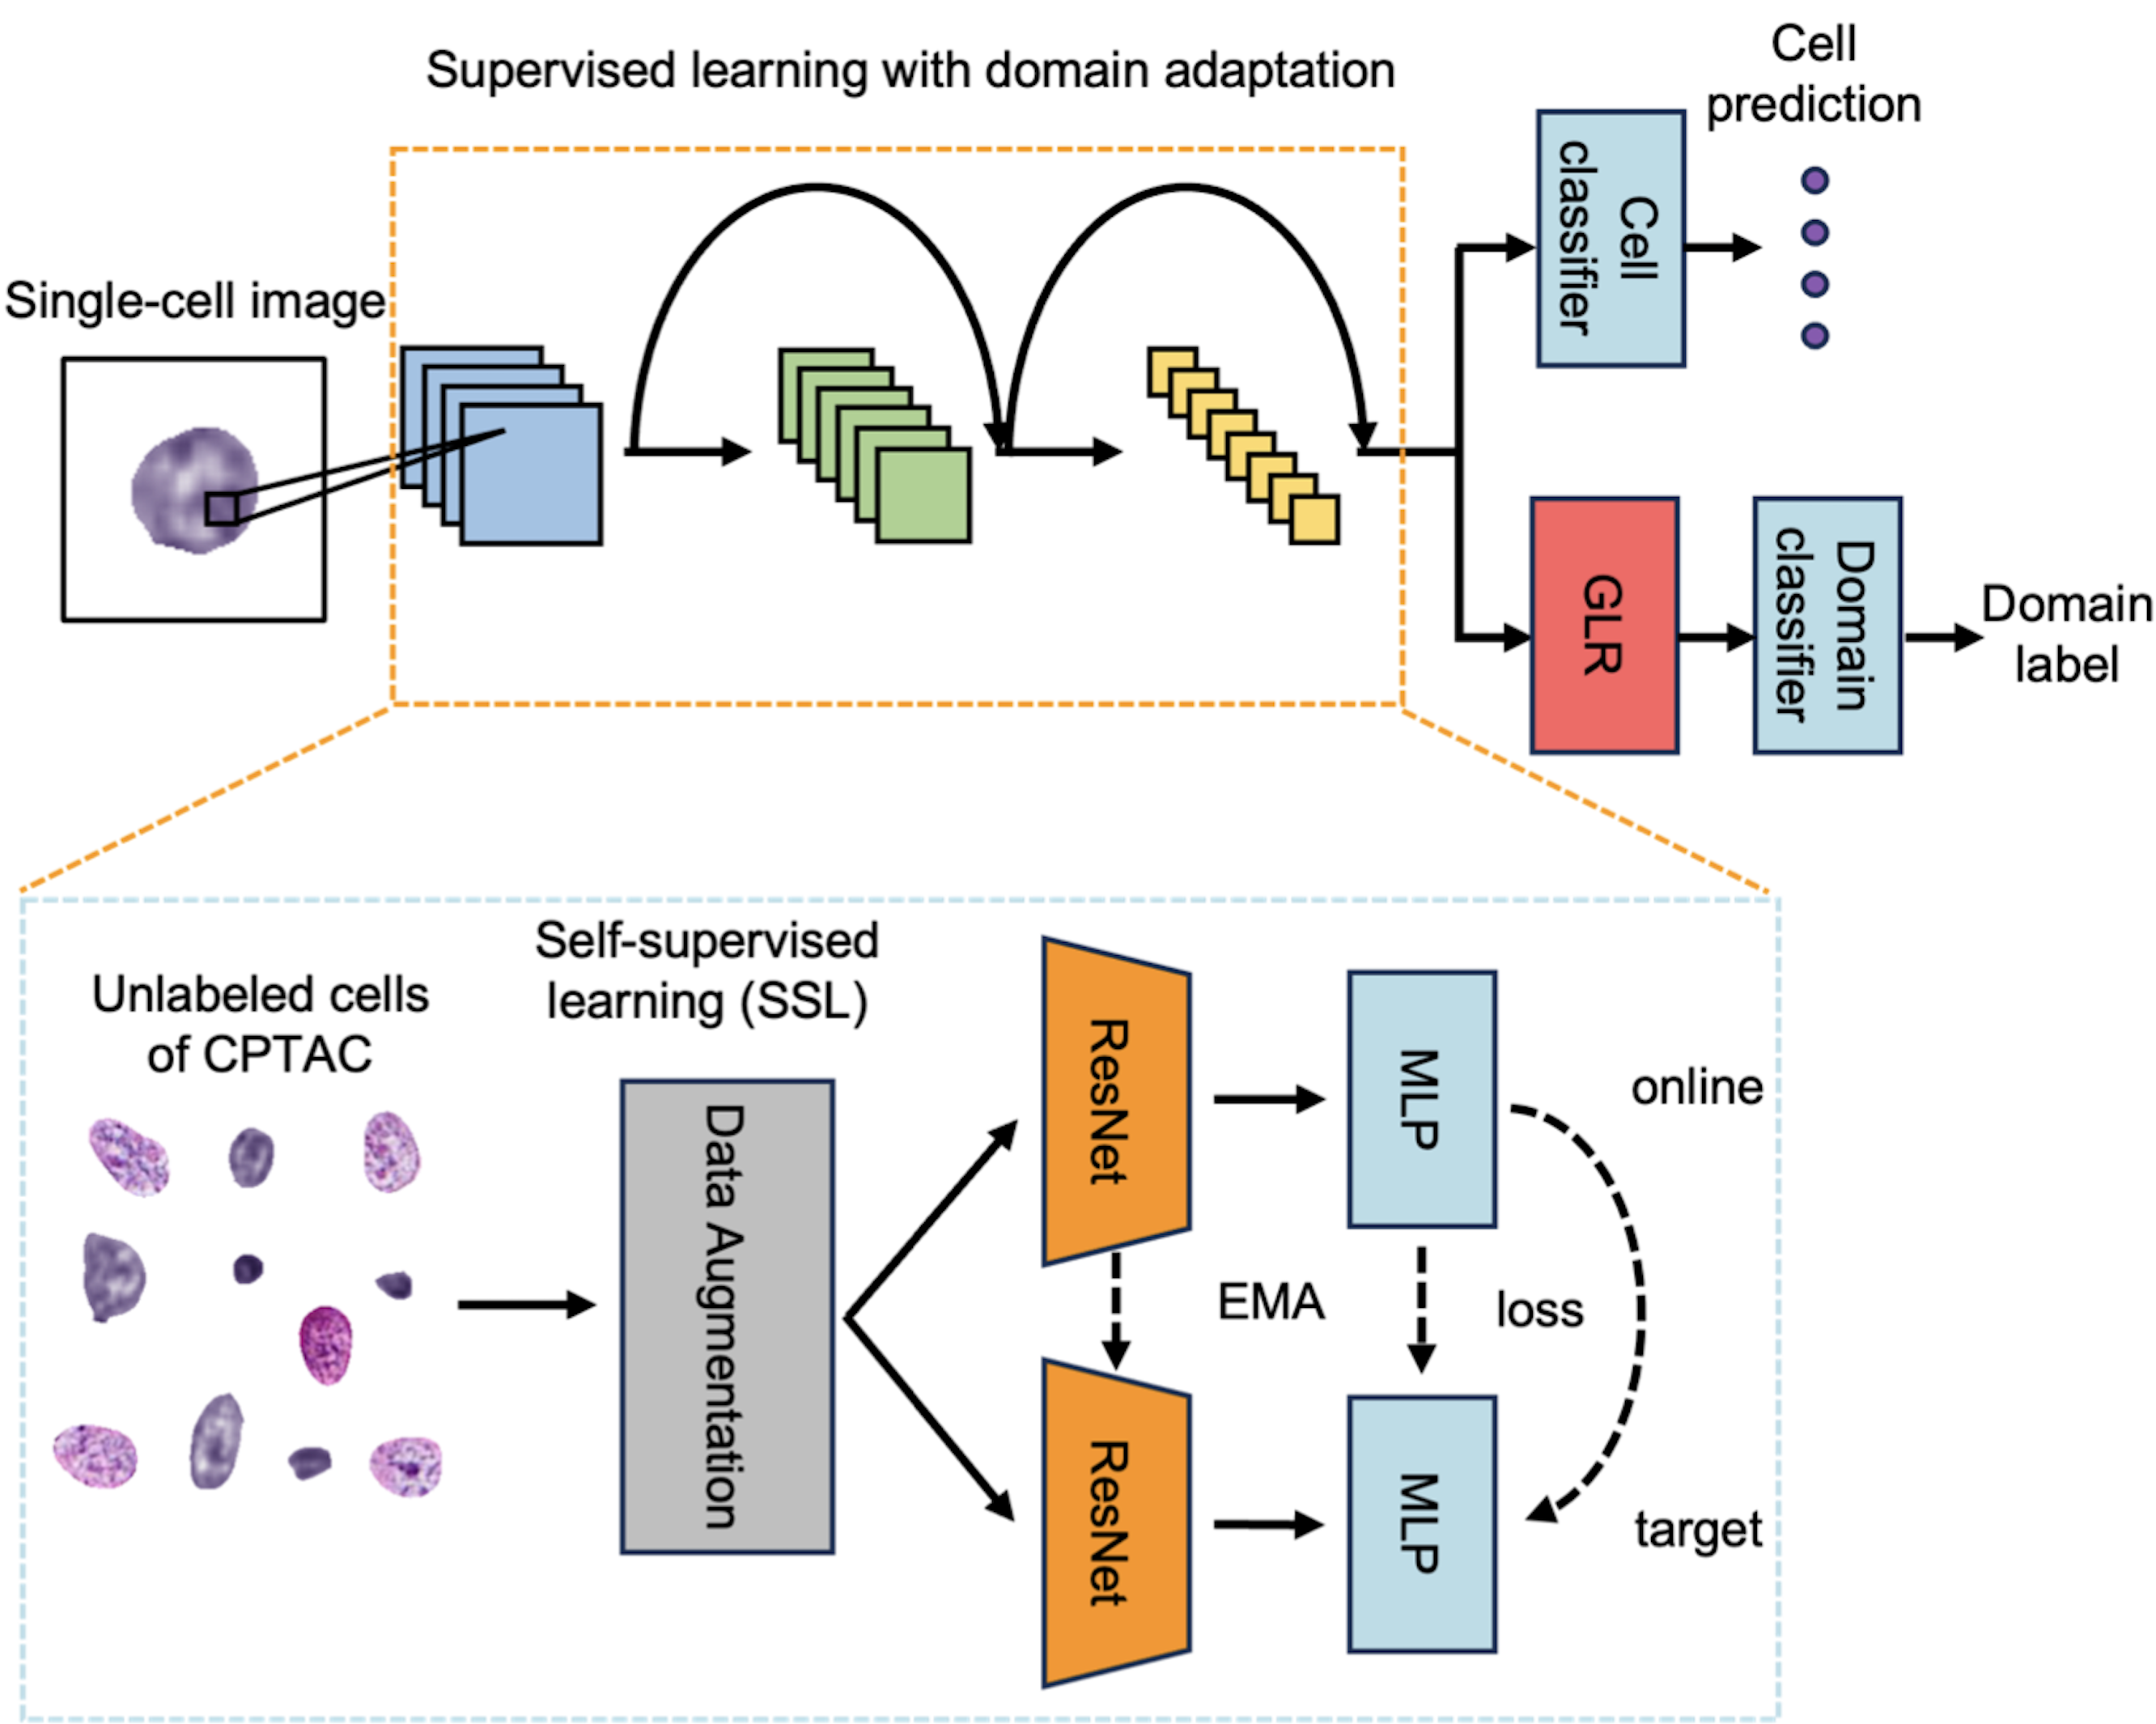 Supervised learning with domain adaptation
Cell
prediction
Single-cell image
Cell
classifier
GLR
Domain
classifier
Domain
label
Unlabeled cells
of CPTAC
Self-supervised
learning (SSL)
Data Augmentation
ResNet
MLP
online
EMA
loss
ResNet
MLP
target